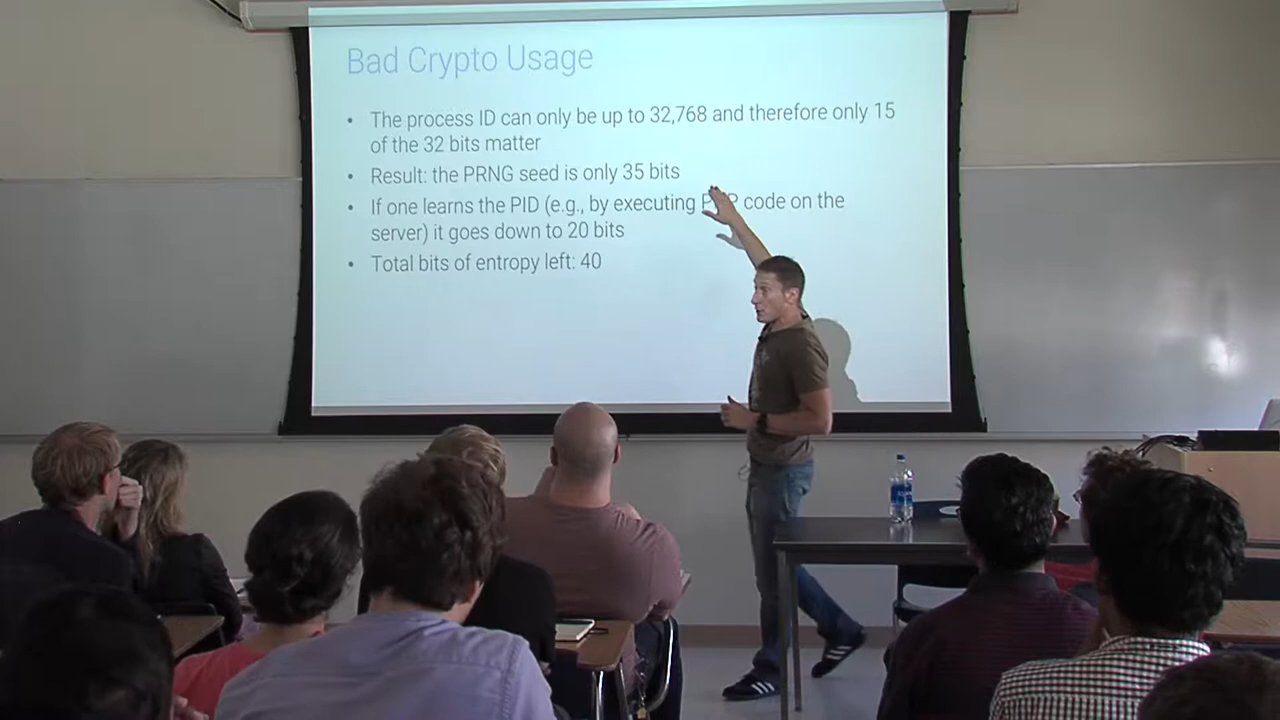 Bad Crypto Usage
• The process ID can only be up to 32,768 and therefore only 15
of the 32 bits matter
• Result: the PRNG seed is only 35 bits
• If one learns the PID (e.g., by executing code on the
server) it goes down to 20 bits
• Total bits of entropy left: 40